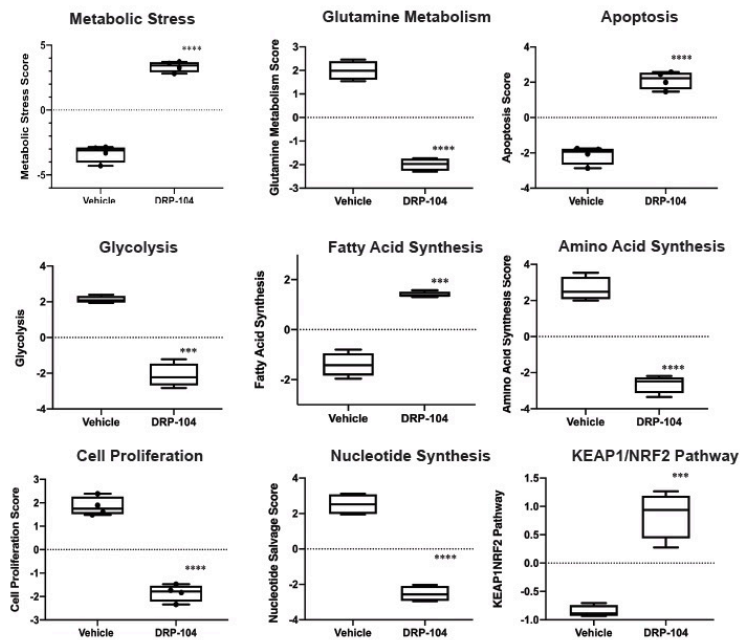 Metabolic Stress
Metabolic Stress Score
5
0
-5
****
Vehicle
DRP-104
Glutamine Metabolism
Glutamine Metabolism Score
3
2
1
0
-1
-2
-3
****
Vehicle
DRP-104
Apoptosis
Apoptosis Score
4
2
0
-2
-4
****
Vehicle
DRP-104
Glycolysis
Glycolysis
4
2
0
-2
-4
***
Vehicle
DRP-104
Fatty Acid Synthesis
Fatty Acid Synthesis
2
0
-2
***
Vehicle
DRP-104
Amino Acid Synthesis
Amino Acid Synthesis Score
4
2
0
-2
-4
****
Vehicle
DRP-104
Cell Proliferation
Cell Proliferation Score
3
2
1
0
-1
-2
-3
****
Vehicle
DRP-104
Nucleotide Synthesis
Nucleotide Salvage Score
4
2
0
-2
-4
****
Vehicle
DRP-104
KEAP1/NRF2 Pathway
KEAP1NRF2 Pathway
1.5
1.0
0.5
0.0
-0.5
-1.0
***
Vehicle
DRP-104